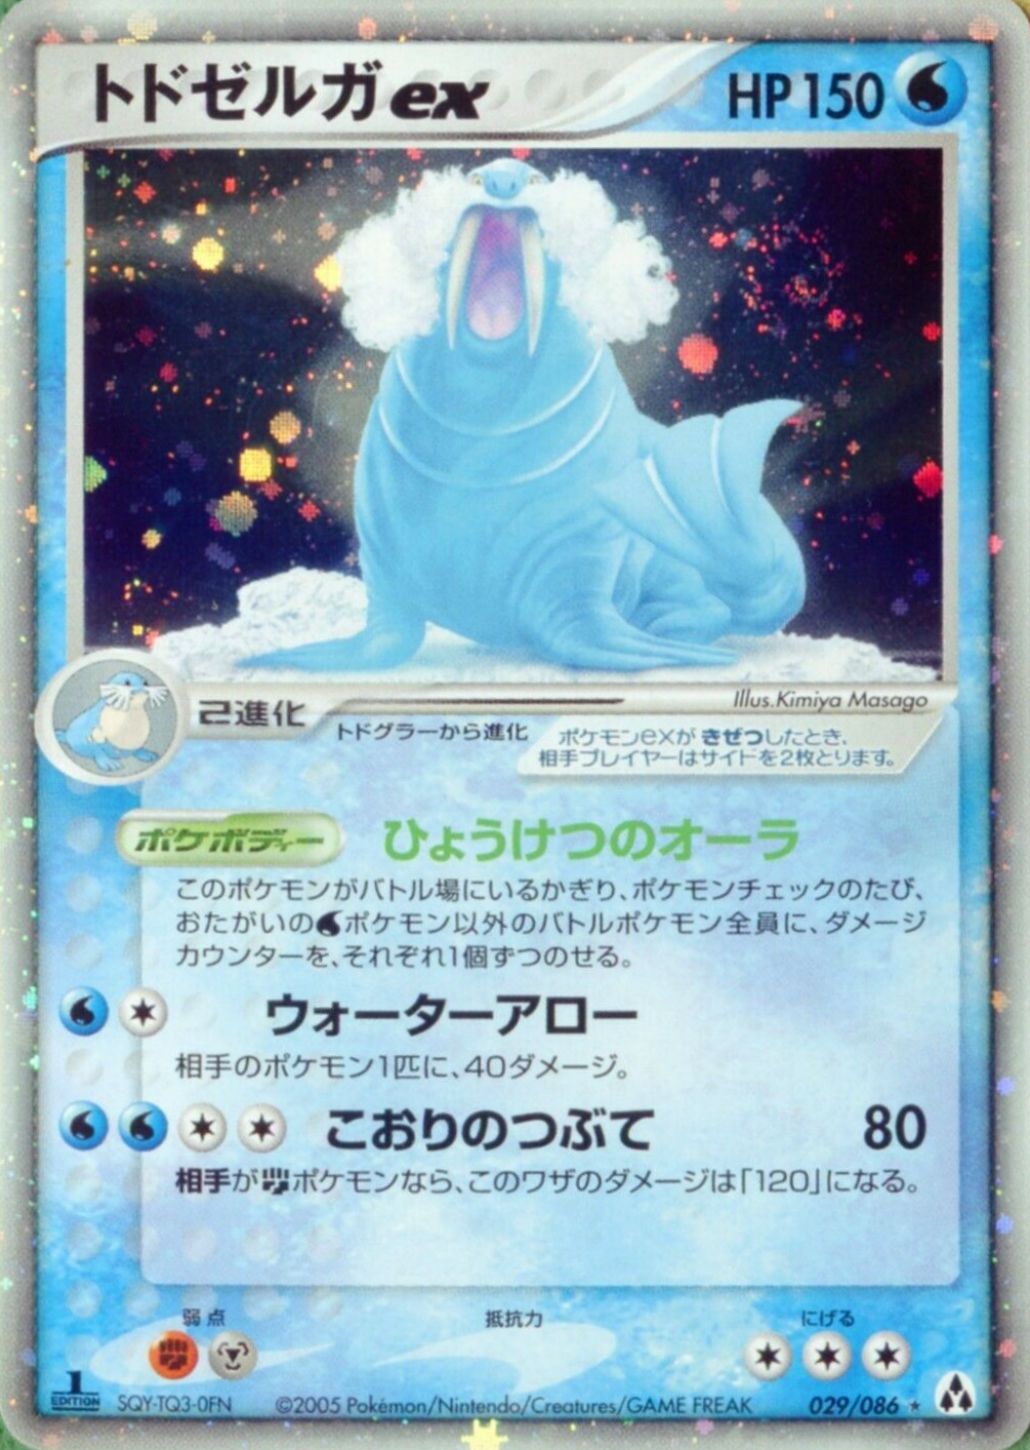 トドゼルガex HP150
Illus.Kimiya Masago
2進化
トドグラーから進化
ポケモンexが きぜつしたとき、
相手プレイヤーはサイドを2枚とります。
ポケボディー ひょうけつのオーラ
このポケモンがバトル場にいるかぎり、ポケモンチェックのたび、
おたがいのポケモン以外のバトルポケモン全員に、ダメージ
カウンターを、それぞれ1個ずつのせる。
ウォーターアロー
相手のポケモン1匹に、40ダメージ。
こおりのつぶて 80
相手がポケモンなら、このワザのダメージは「120」になる。
弱点 抵抗力 にげる
1 EDITION SQY-TQ3-0FN ©2005 Pokémon/Nintendo/Creatures/GAME FREAK 029/086 ★